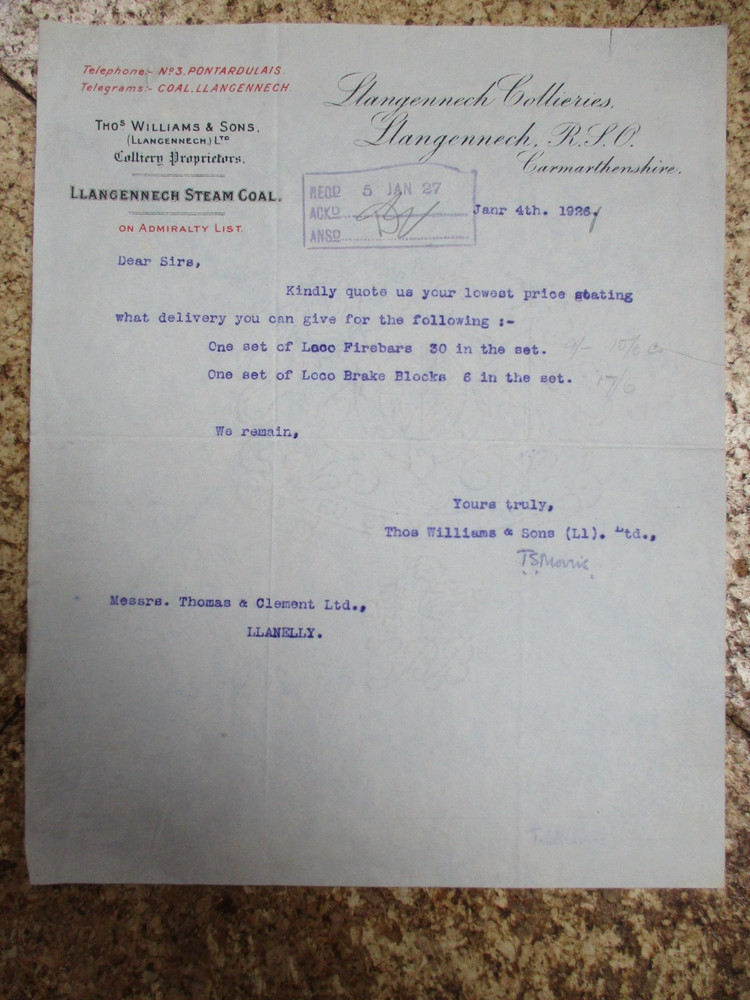 Telephone:- Nº3, PONTARDULAIS.
Telegrams:- COAL, LLANGENNECH.
THOS WILLIAMS & SONS,
(LLANGENNECH) LTD
Colliery Proprietors.
LLANGENNECH STEAM COAL.
ON ADMIRALTY LIST.
Llangennech Collieries,
Llangennech, R.S.O.
Carmarthenshire.
RECD 5 JAN 27
ACKD
ANSD
Janr 4th. 1926
Dear Sirs,
Kindly quote us your lowest price stating
what delivery you can give for the following :-
One set of Loco Firebars 30 in the set. 9/- 10/6
One set of Loco Brake Blocks 6 in the set. 17/6
We remain,
Yours truly,
Thos Williams & Sons (Ll). Ltd.,
TSMorris
Messrs. Thomas & Clement Ltd.,
LLANELLY.